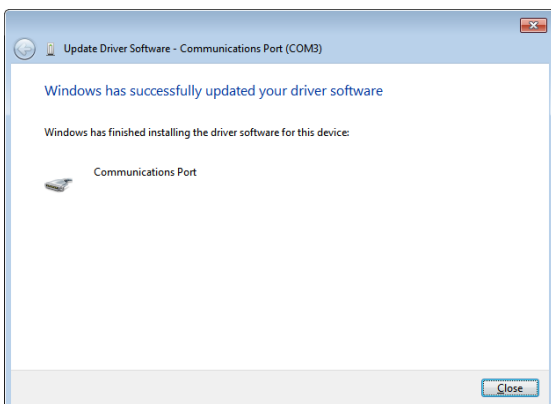 Update Driver Software - Communications Port (COM3)
Windows has successfully updated your driver software
Windows has finished installing the driver software for this device:
Communications Port
Close